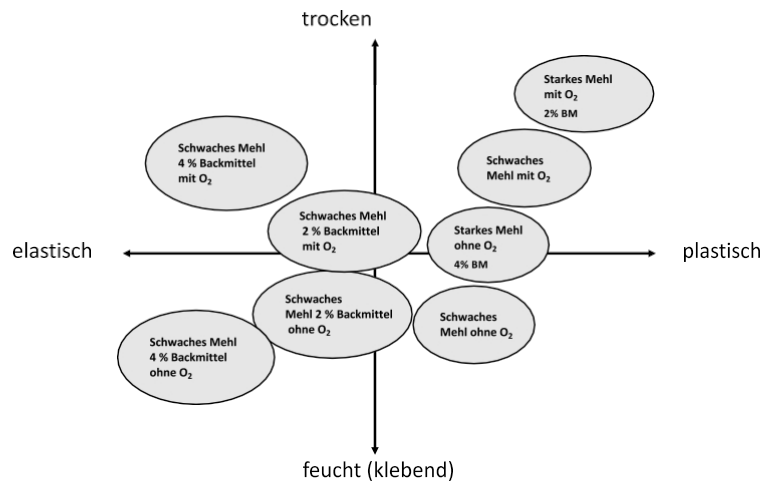 trocken
Starkes Mehl
mit O₂
2% BM
Schwaches Mehl
4 % Backmittel
mit O₂
Schwaches
Mehl mit O₂
Schwaches Mehl
2 % Backmittel
mit O₂
Starkes Mehl
ohne O₂
4% BM
elastisch
plastisch
Schwaches
Mehl 2 % Backmittel
ohne O₂
Schwaches
Mehl ohne O₂
Schwaches Mehl
4 % Backmittel
ohne O₂
feucht (klebend)